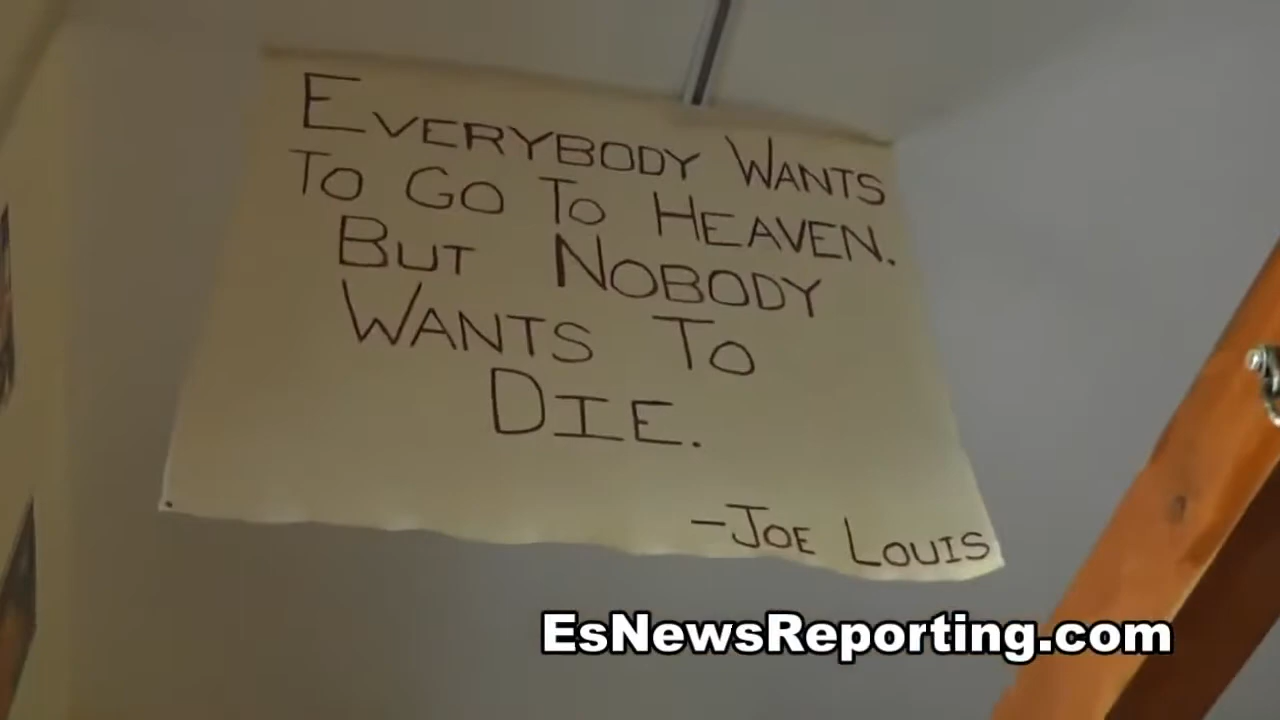 EVERYBODY WANTS
TO GO TO HEAVEN.
BUT NOBODY
WANTS TO
DIE.
-JOE LOUIS
EsNewsReporting.com